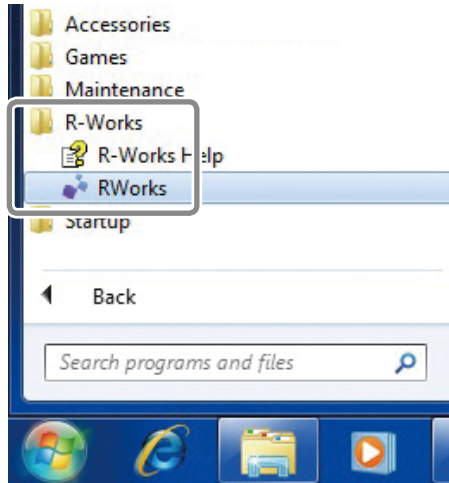 Accessories
Games
Maintenance
R-Works
R-Works Help
RWorks
Startup
Back
Search programs and files